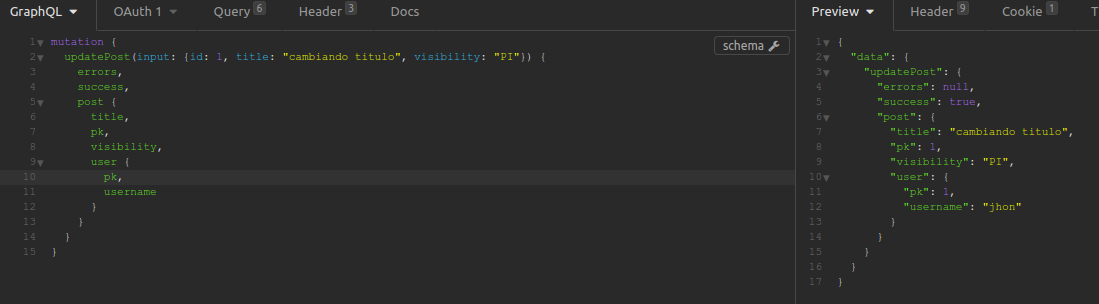 GraphQL OAuth 1 Query 6 Header 3 Docs
schema
1 mutation {
2 updatePost(input: {id: 1, title: "cambiando titulo", visibility: "PI"}) {
3 errors,
4 success,
5 post {
6 title,
7 pk,
8 visibility,
9 user {
10 pk,
11 username
12 }
13 }
14 }
15 }
Preview Header 9 Cookie 1 T
1 {
2 "data": {
3 "updatePost": {
4 "errors": null,
5 "success": true,
6 "post": {
7 "title": "cambiando titulo",
8 "pk": 1,
9 "visibility": "PI",
10 "user": {
11 "pk": 1,
12 "username": "jhon"
13 }
14 }
15 }
16 }
17 }